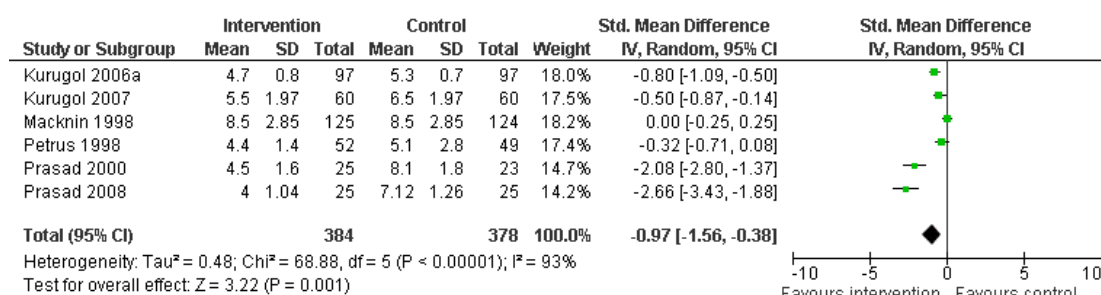 Intervention Control Std. Mean Difference Std. Mean Difference
Study or Subgroup Mean SD Total Mean SD Total Weight IV, Random, 95% CI IV, Random, 95% CI
Kurugol 2006a 4.7 0.8 97 5.3 0.7 97 18.0% -0.80 [-1.09, -0.50]
Kurugol 2007 5.5 1.97 60 6.5 1.97 60 17.5% -0.50 [-0.87, -0.14]
Macknin 1998 8.5 2.85 125 8.5 2.85 124 18.2% 0.00 [-0.25, 0.25]
Petrus 1998 4.4 1.4 52 5.1 2.8 49 17.4% -0.32 [-0.71, 0.08]
Prasad 2000 4.5 1.6 25 8.1 1.8 23 14.7% -2.08 [-2.80, -1.37]
Prasad 2008 4 1.04 25 7.12 1.26 25 14.2% -2.66 [-3.43, -1.88]
Total (95% CI) 384 378 100.0% -0.97 [-1.56, -0.38]
Heterogeneity: Tau² = 0.48; Chi² = 68.88, df = 5 (P < 0.00001); I² = 93%
Test for overall effect: Z = 3.22 (P = 0.001)
-10 -5 0 5 10
Favours intervention Favours control